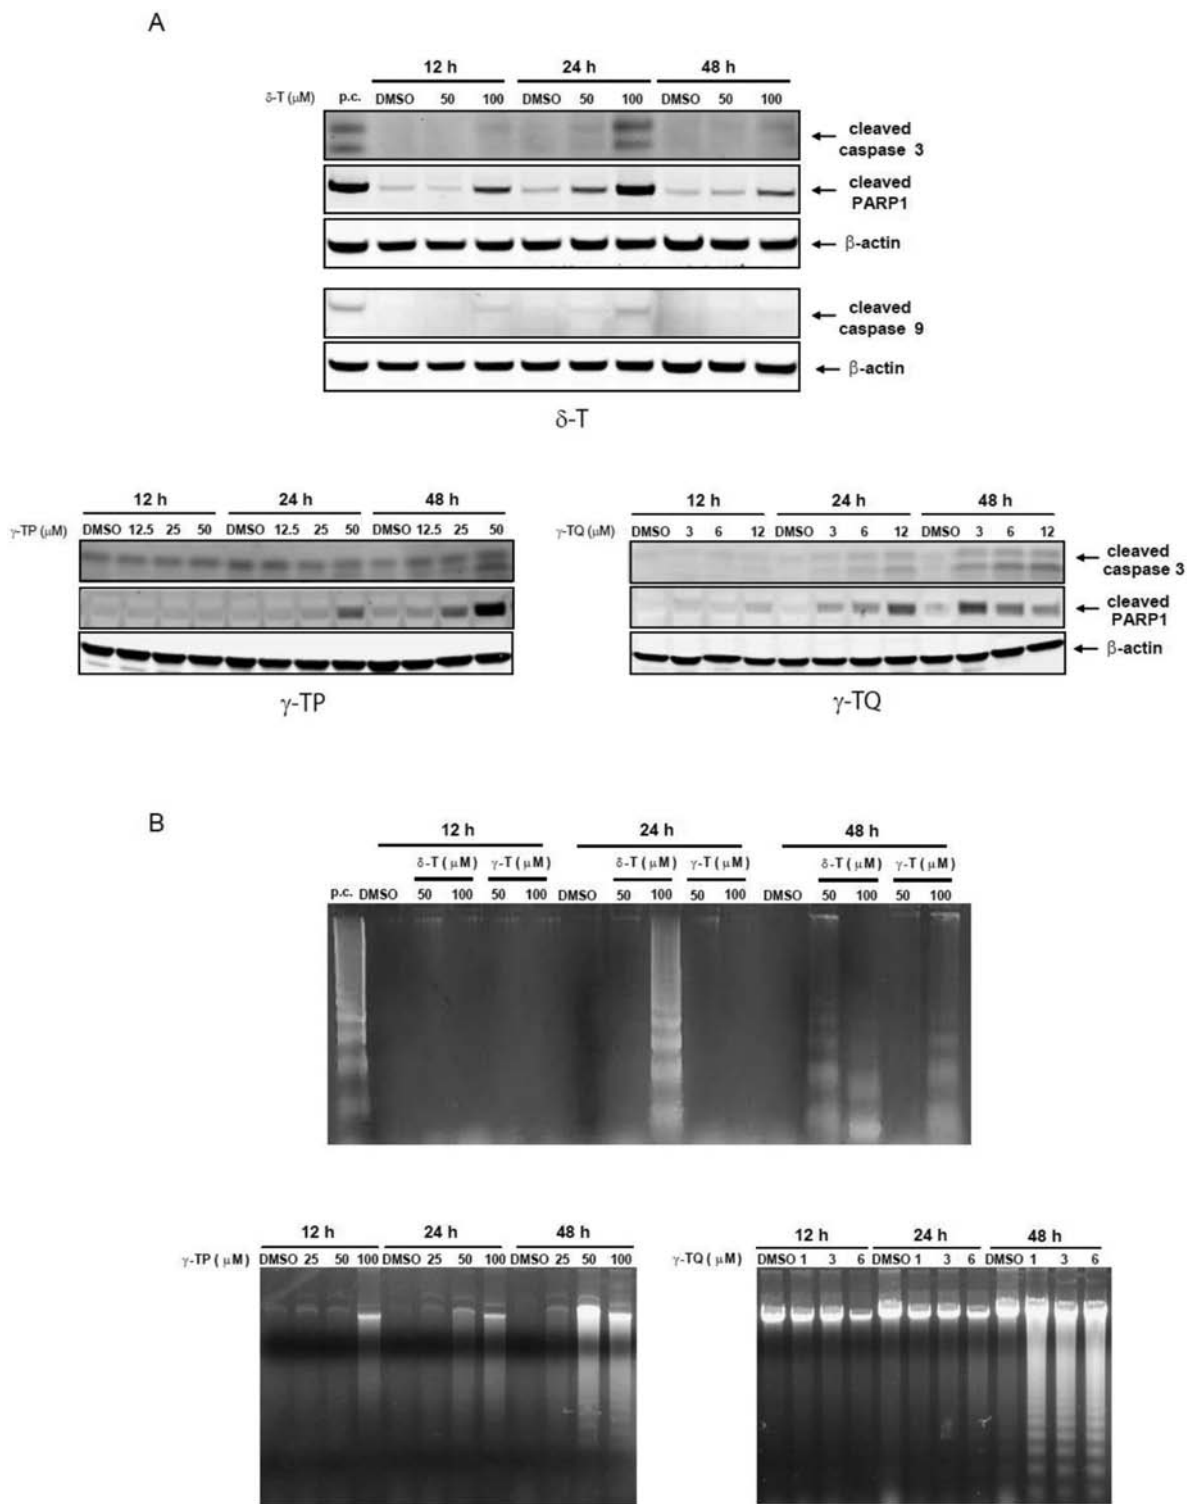 A
12 h 24 h 48 h
δ-T (μM) p.c. DMSO 50 100 DMSO 50 100 DMSO 50 100
cleaved
caspase 3
cleaved
PARP1
β-actin
cleaved
caspase 9
β-actin
δ-T
12 h 24 h 48 h
γ-TP (μM) DMSO 12.5 25 50 DMSO 12.5 25 50 DMSO 12.5 25 50
γ-TP
12 h 24 h 48 h
γ-TQ (μM) DMSO 3 6 12 DMSO 3 6 12 DMSO 3 6 12
cleaved
caspase 3
cleaved
PARP1
β-actin
γ-TQ
B
12 h 24 h 48 h
δ-T ( μM ) γ-T ( μM ) δ-T ( μM ) γ-T ( μM ) δ-T ( μM ) γ-T ( μM )
p.c. DMSO 50 100 50 100 DMSO 50 100 50 100 DMSO 50 100 50 100
12 h 24 h 48 h
γ-TP ( μM ) DMSO 25 50 100 DMSO 25 50 100 DMSO 25 50 100
12 h 24 h 48 h
γ-TQ ( μM ) DMSO 1 3 6 DMSO 1 3 6 DMSO 1 3 6